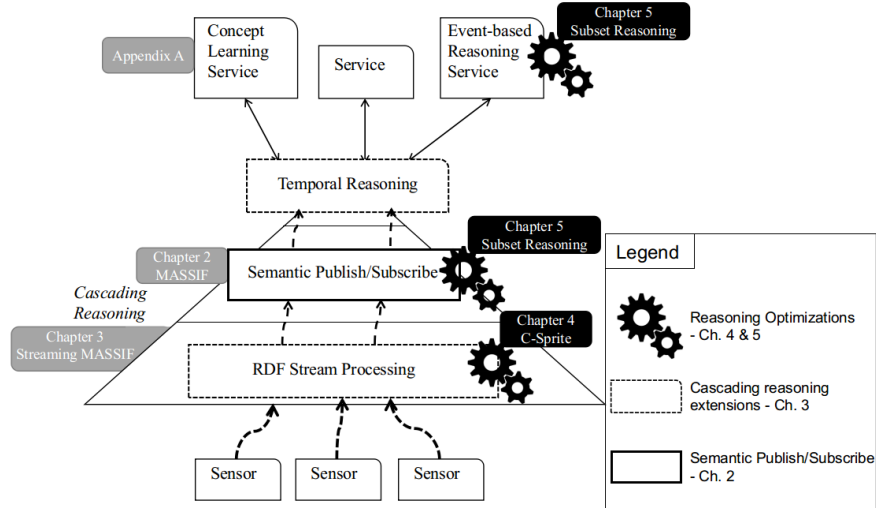 Chapter 5
Subset Reasoning
Appendix A
Concept
Learning
Service
Service
Event-based
Reasoning
Service
Temporal Reasoning
Chapter 5
Subset Reasoning
Chapter 2
MASSIF
Semantic Publish/Subscribe
Cascading
Reasoning
Chapter 3
Streaming MASSIF
Chapter 4
C-Sprite
RDF Stream Processing
Sensor
Sensor
Sensor
Legend
Reasoning Optimizations
- Ch. 4 & 5
Cascading reasoning
extensions - Ch. 3
Semantic Publish/Subscribe
- Ch. 2